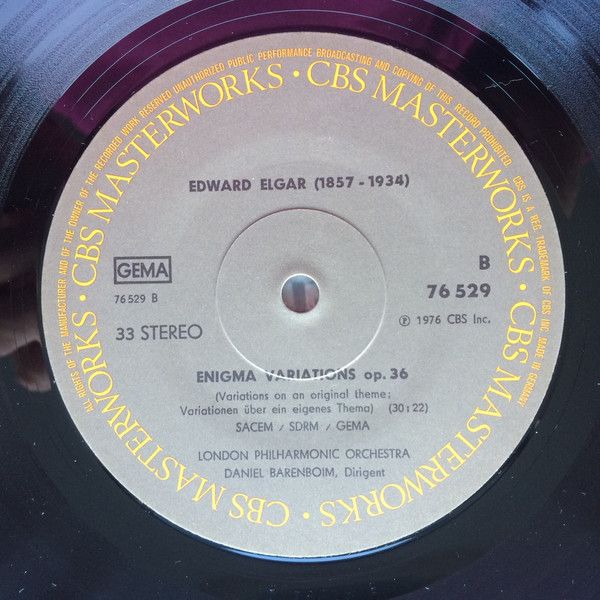 ALL RIGHTS OF THE MANUFACTURER AND OF THE OWNER OF THE RECORDED WORK RESERVED UNAUTHORIZED PUBLIC PERFORMANCE BROADCASTING AND COPYING OF THIS RECORD PROHIBITED. CBS IS A REG. TRADEMARK OF CBS INC. MADE IN GERMANY
CBS MASTERWORKS · CBS MASTERWORKS · CBS MASTERWORKS · CBS MASTERWORKS ·
EDWARD ELGAR (1857 - 1934)
GEMA
B
76 529 B
76 529
33 STEREO
℗ 1976 CBS Inc.
ENIGMA VARIATIONS op. 36
(Variations on an original theme;
Variationen über ein eigenes Thema) (30:22)
SACEM / SDRM / GEMA
LONDON PHILHARMONIC ORCHESTRA
DANIEL BARENBOIM, Dirigent